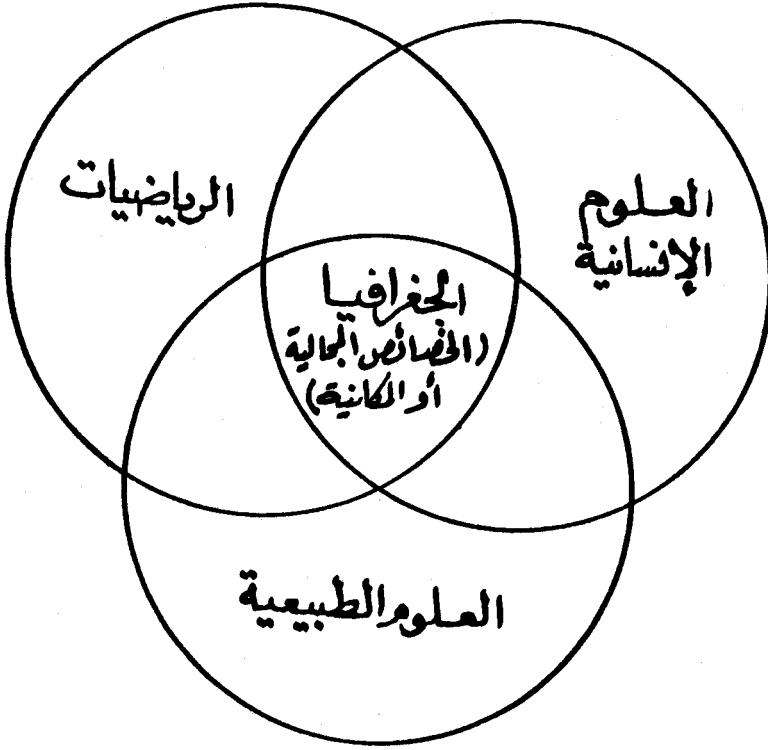 الرياضيات
العلوم
الإنسانية
الجغرافيا
(الخصائص المجالية
أو المكانية)
العلوم الطبيعية